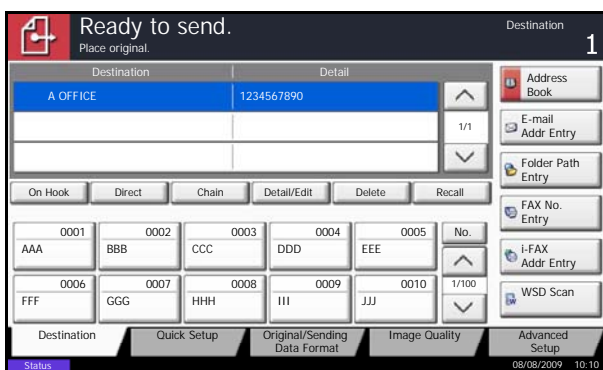 Ready to send.
Place original.
Destination
1
Destination Detail
A OFFICE 1234567890
1/1
On Hook Direct Chain Detail/Edit Delete Recall
0001 0002 0003 0004 0005 No.
AAA BBB CCC DDD EEE
0006 0007 0008 0009 0010 1/100
FFF GGG HHH III JJJ
Address
Book
E-mail
Addr Entry
Folder Path
Entry
FAX No.
Entry
i-FAX
Addr Entry
WSD Scan
Destination
Quick Setup
Original/Sending
Data Format
Image Quality
Advanced
Setup
Status 08/08/2009 10:10